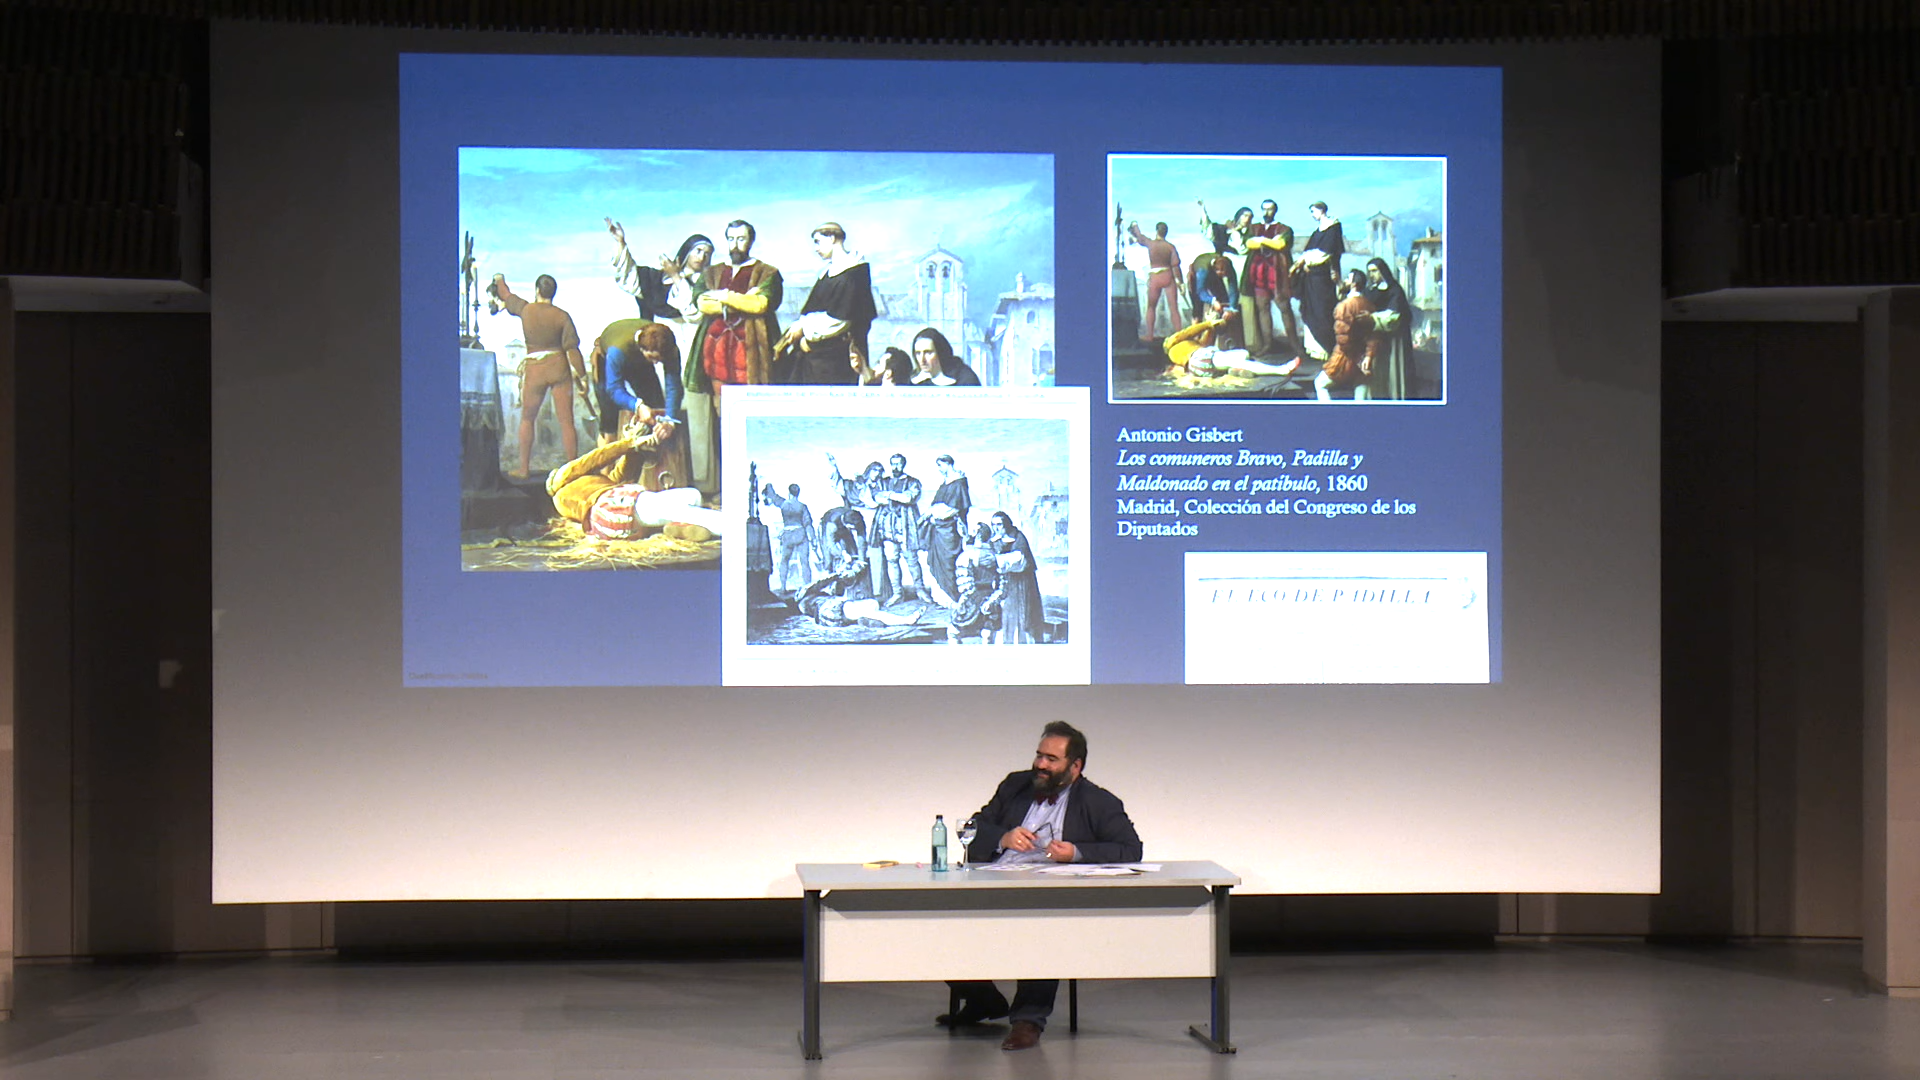 Antonio Gisbert
Los comuneros Bravo, Padilla y
Maldonado en el patíbulo, 1860
Madrid, Colección del Congreso de los
Diputados
EL ECO DE PADILLA